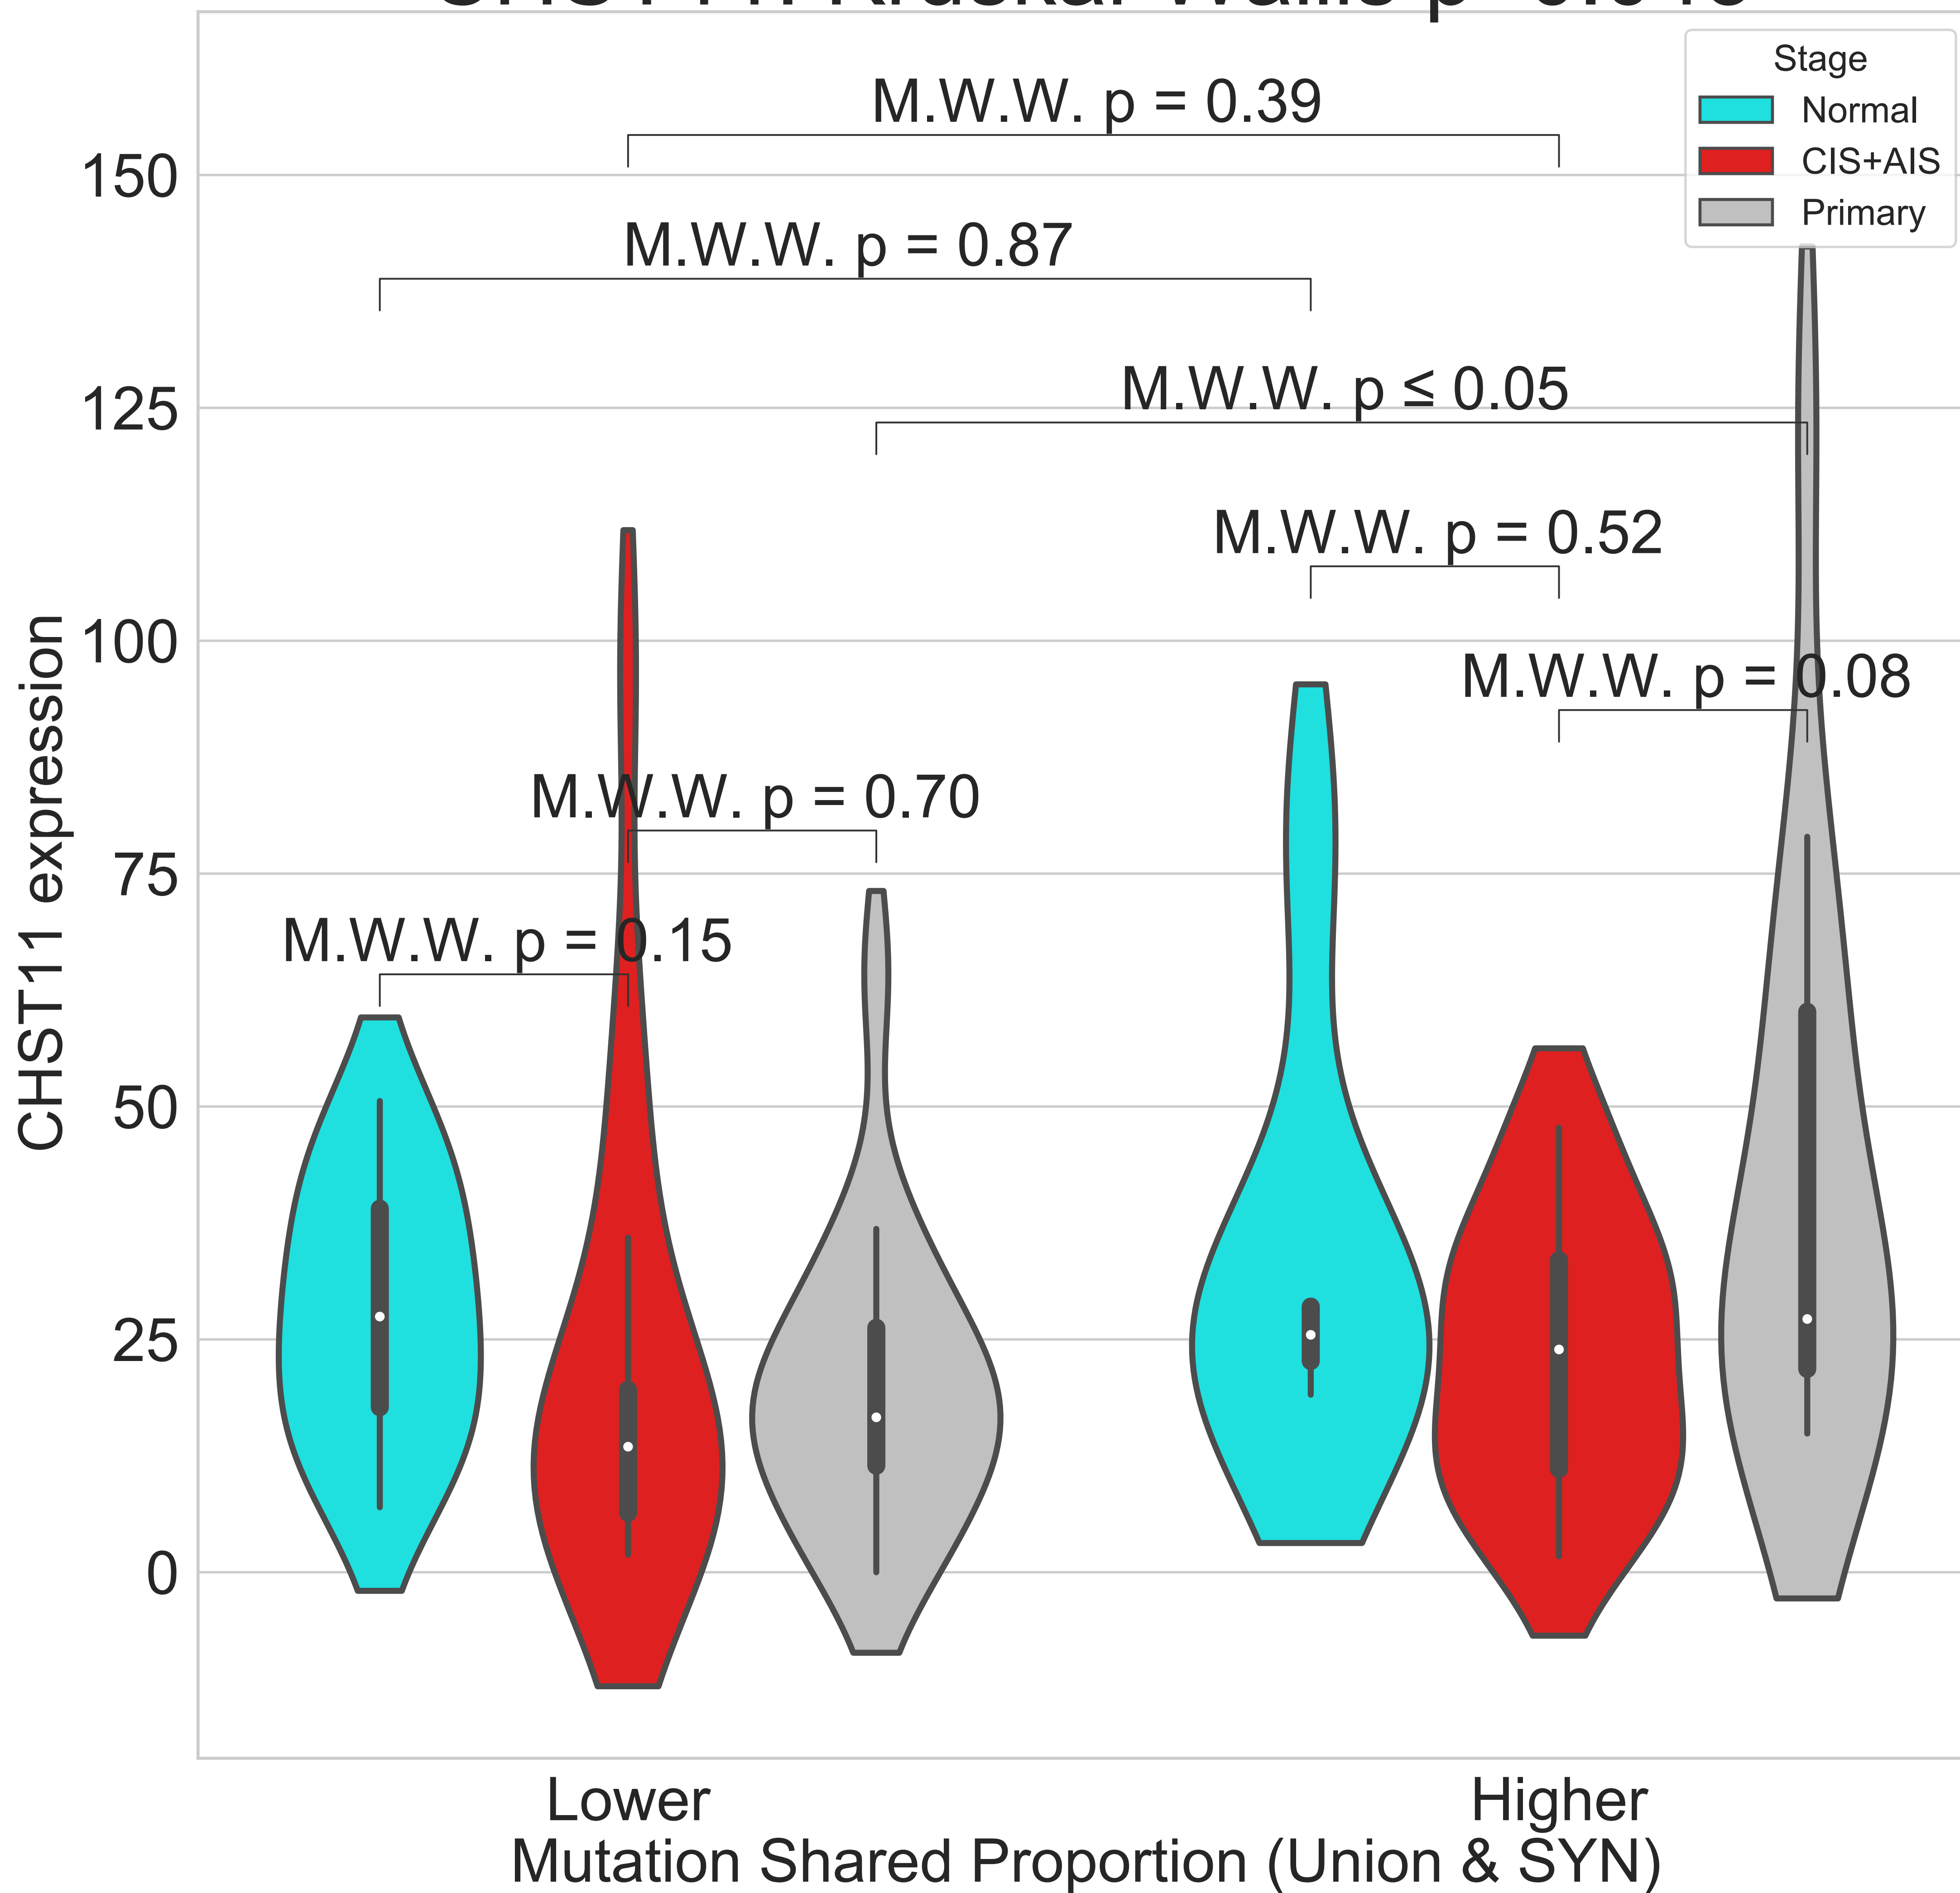 Stage
Normal
CIS+AIS
Primary
M.W.W. p = 0.39
M.W.W. p = 0.87
M.W.W. p ≤ 0.05
M.W.W. p = 0.52
M.W.W. p = 0.08
M.W.W. p = 0.70
M.W.W. p = 0.15
150
125
100
75
50
25
0
CHST11 expression
Lower
Higher
Mutation Shared Proportion (Union & SYN)